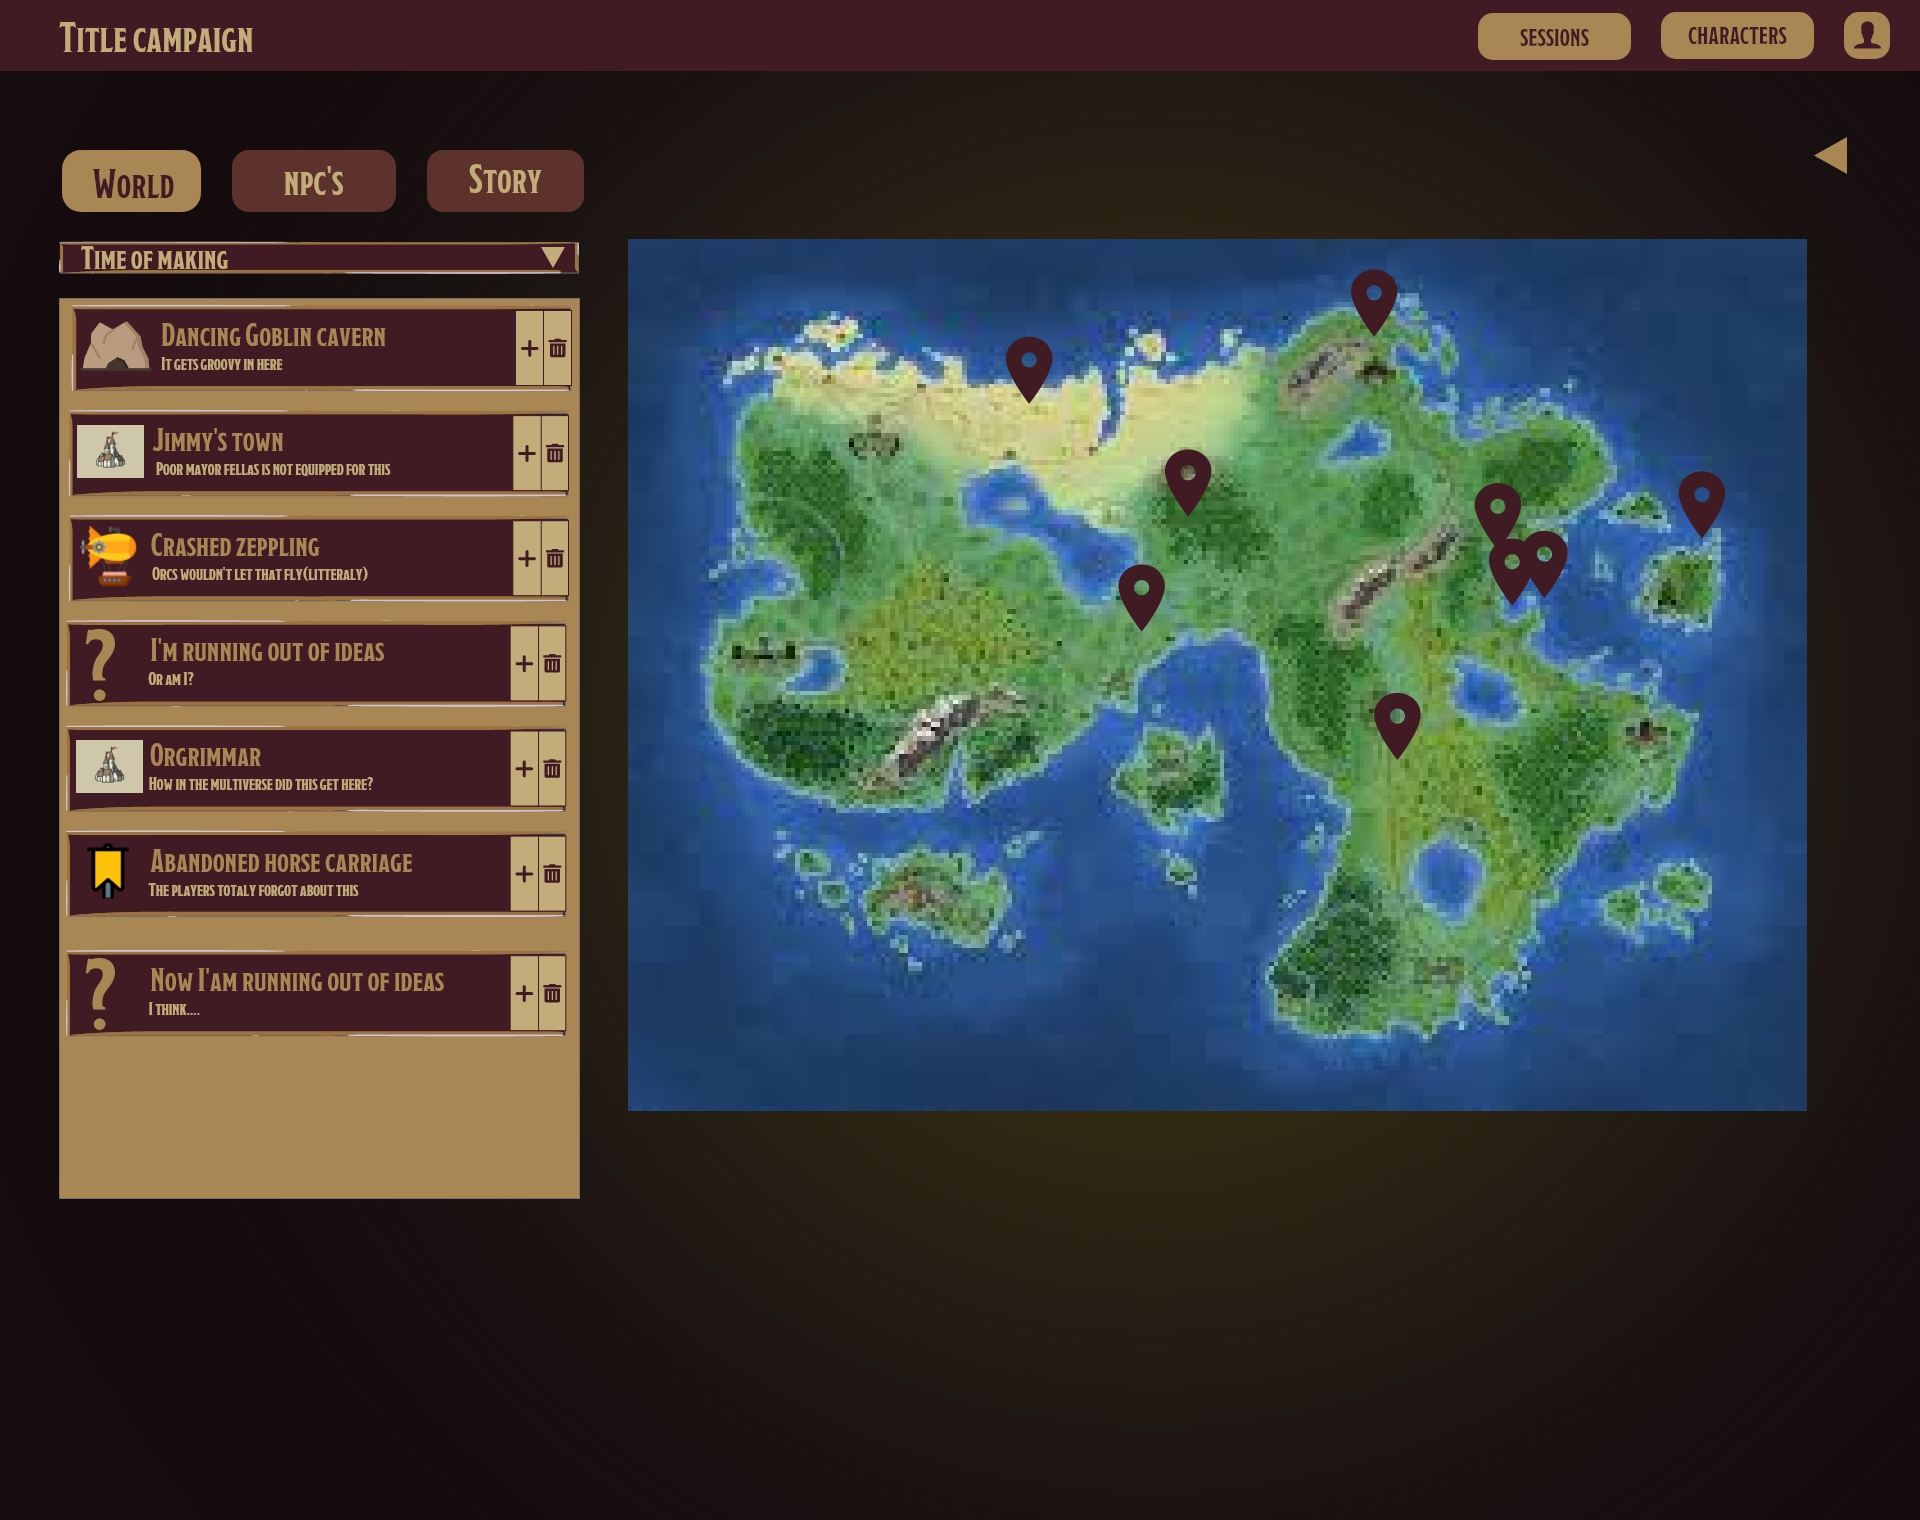 Title campaign
Sessions
Characters
World
NPC's
Story
Time of making
Dancing Goblin cavern
It gets groovy in here
Jimmy's town
Poor mayor fellas is not equipped for this
Crashed zeppling
Orcs wouldn't let that fly(litteraly)
?
I'm running out of ideas
Or am I?
Orgrimmar
How in the multiverse did this get here?
Abandoned horse carriage
The players totaly forgot about this
?
Now I'am running out of ideas
I think....